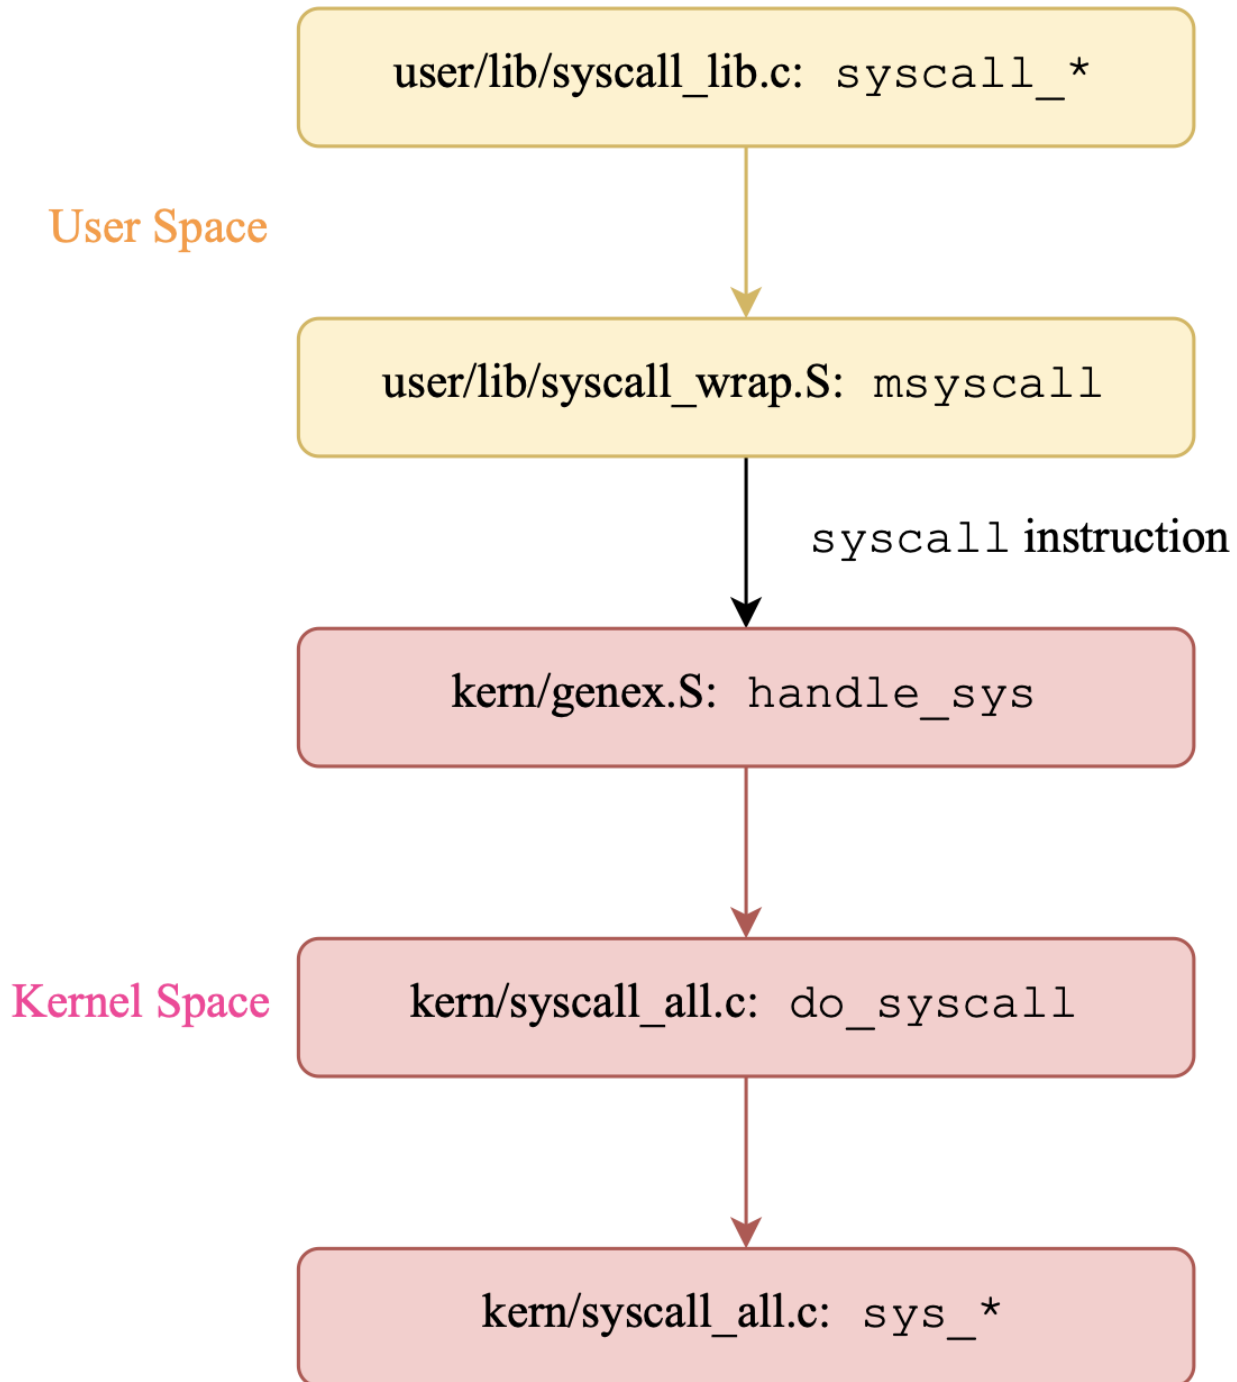 user/lib/syscall_lib.c: syscall_*
User Space
user/lib/syscall_wrap.S: msyscall
syscall instruction
kern/genex.S: handle_sys
Kernel Space
kern/syscall_all.c: do_syscall
kern/syscall_all.c: sys_*